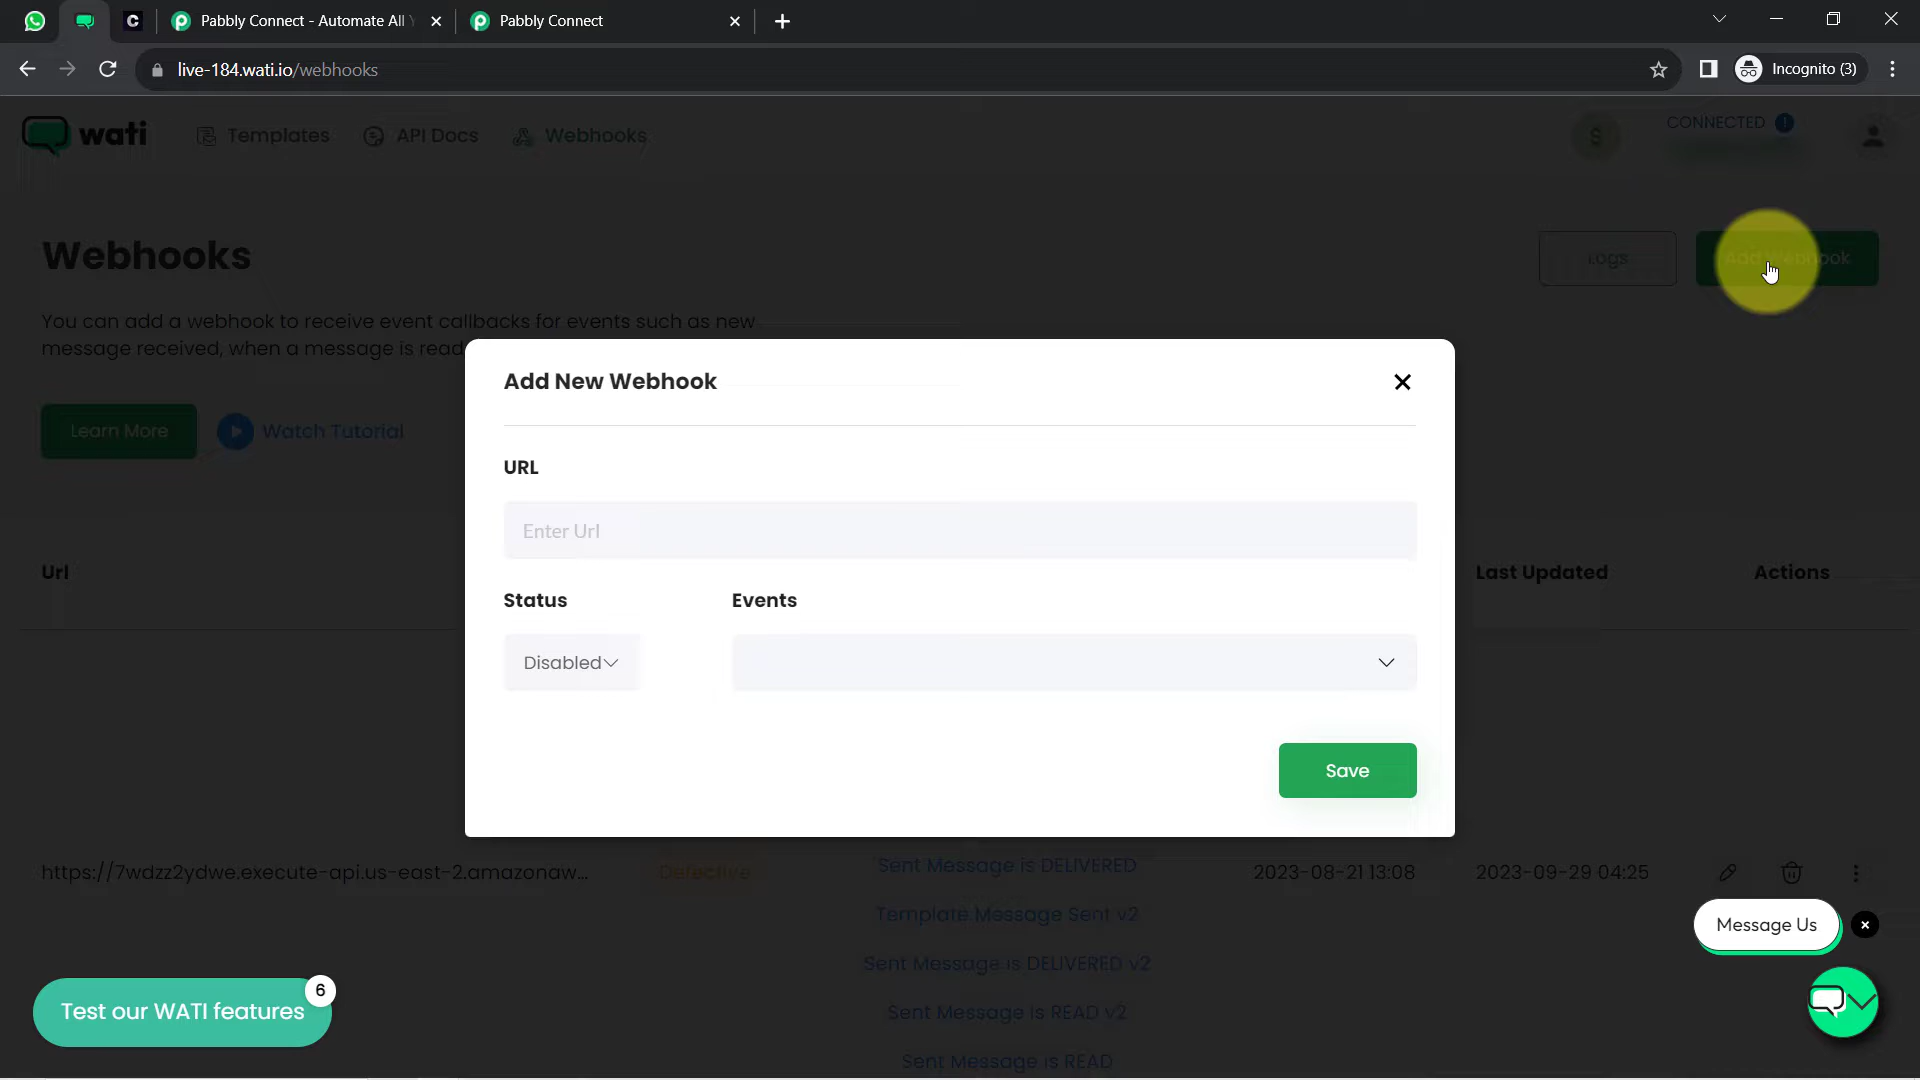 Pabbly Connect - Automate All Y
Pabbly Connect
live-184.wati.io/webhooks
Incognito (3)
wati
Templates
API Docs
Webhooks
S
CONNECTED
Webhooks
Logs
Add Webhook
You can add a webhook to receive event callbacks for events such as new
message received, when a message is read
Learn More
Watch Tutorial
Add New Webhook
URL
Enter Url
Status
Events
Disabled
Save
Url
Last Updated
Actions
https://7wdzz2ydwe.execute-api.us-east-2.amazonaw...
Defective
Sent Message is DELIVERED
2023-08-21 13:08
2023-09-29 04:25
Template Message Sent v2
Sent Message is DELIVERED v2
Sent Message is READ v2
Sent Message is READ
Message Us
Test our WATI features
6